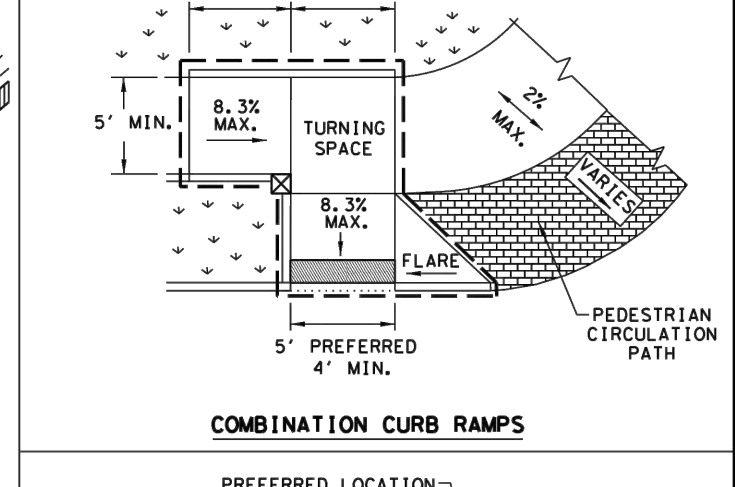 8.3%
MAX.
5' MIN.
TURNING
SPACE
2%
MAX.
VARIES
8.3%
MAX.
FLARE
PEDESTRIAN
CIRCULATION
PATH
5' PREFERRED
4' MIN.
COMBINATION CURB RAMPS
PREFERRED LOCATION